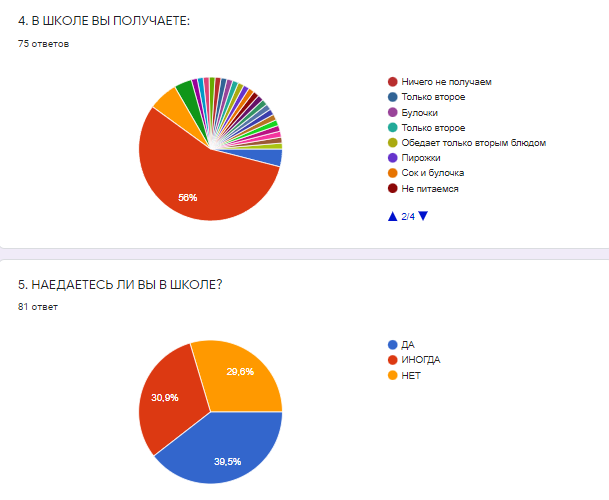 4. В ШКОЛЕ ВЫ ПОЛУЧАЕТЕ:
75 ответов
56%
Ничего не получаем
Только второе
Булочки
Только второе
Обедает только вторым блюдом
Пирожки
Сок и булочка
Не питаемся
2/4
5. НАЕДАЕТЕСЬ ЛИ ВЫ В ШКОЛЕ?
81 ответ
29,6%
30,9%
39,5%
ДА
ИНОГДА
НЕТ